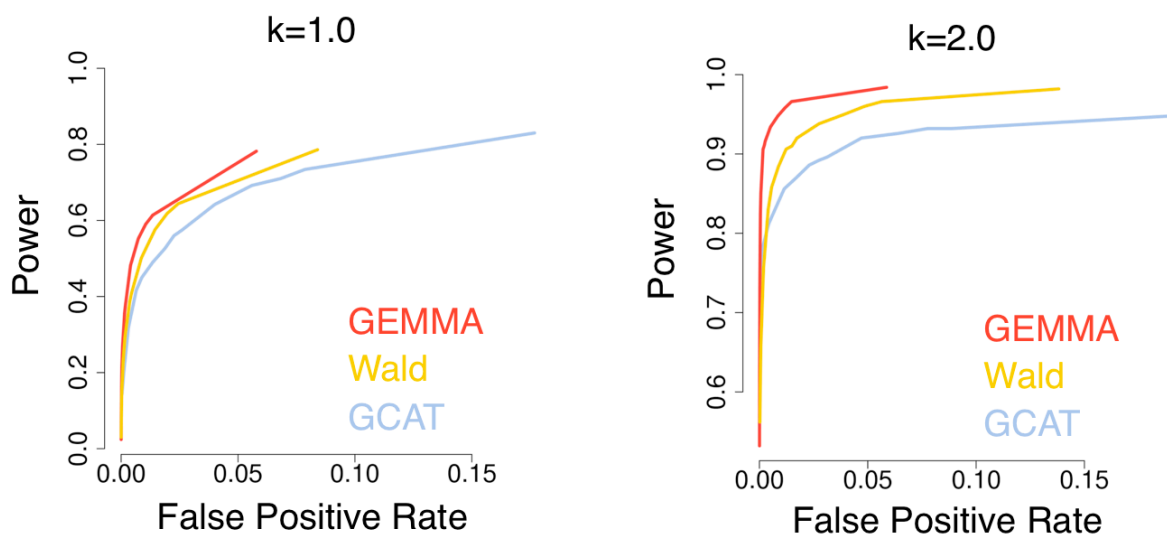 k=1.0
1.0
0.8
0.6
0.4
0.2
0.0
Power
GEMMA
Wald
GCAT
0.00 0.05 0.10 0.15
False Positive Rate
k=2.0
1.0
0.9
0.8
0.7
0.6
Power
GEMMA
Wald
GCAT
0.00 0.05 0.10 0.15
False Positive Rate